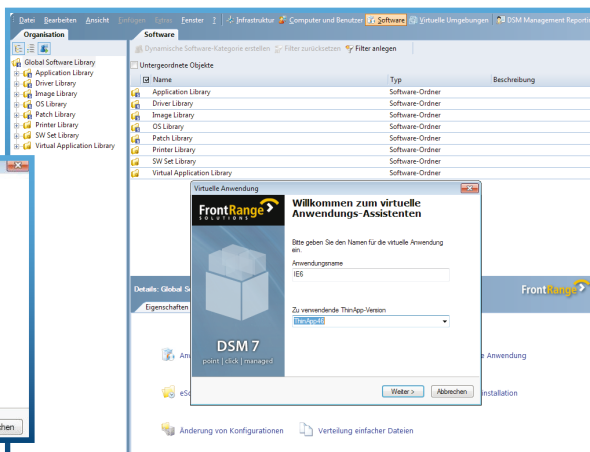 Datei Bearbeiten Ansicht Einfügen Extras Fenster ? Infrastruktur Computer und Benutzer Software Virtuelle Umgebungen DSM Management Reportin
Organisation
Software
Dynamische Software-Kategorie erstellen Filter zurücksetzen Filter anlegen
Untergeordnete Objekte
Name Typ Beschreibung
Global Software Library
Application Library
Driver Library
Image Library
OS Library
Patch Library
Printer Library
SW Set Library
Virtual Application Library
Application Library Software-Ordner
Driver Library Software-Ordner
Image Library Software-Ordner
OS Library Software-Ordner
Patch Library Software-Ordner
Printer Library Software-Ordner
SW Set Library Software-Ordner
Virtual Application Library Software-Ordner
Virtuelle Anwendung
FrontRange
SOLUTIONS
Willkommen zum virtuelle
Anwendungs-Assistenten
Bitte geben Sie den Namen für die virtuelle Anwendung
ein.
Anwendungsname
IE6
Zu verwendende ThinApp-Version
ThinApp46
DSM 7
point | click | managed
Weiter > Abbrechen
Details: Global S
FrontRange
Eigenschaften
An
e Anwendung
eSc
installation
Änderung von Konfigurationen
Verteilung einfacher Dateien
chen